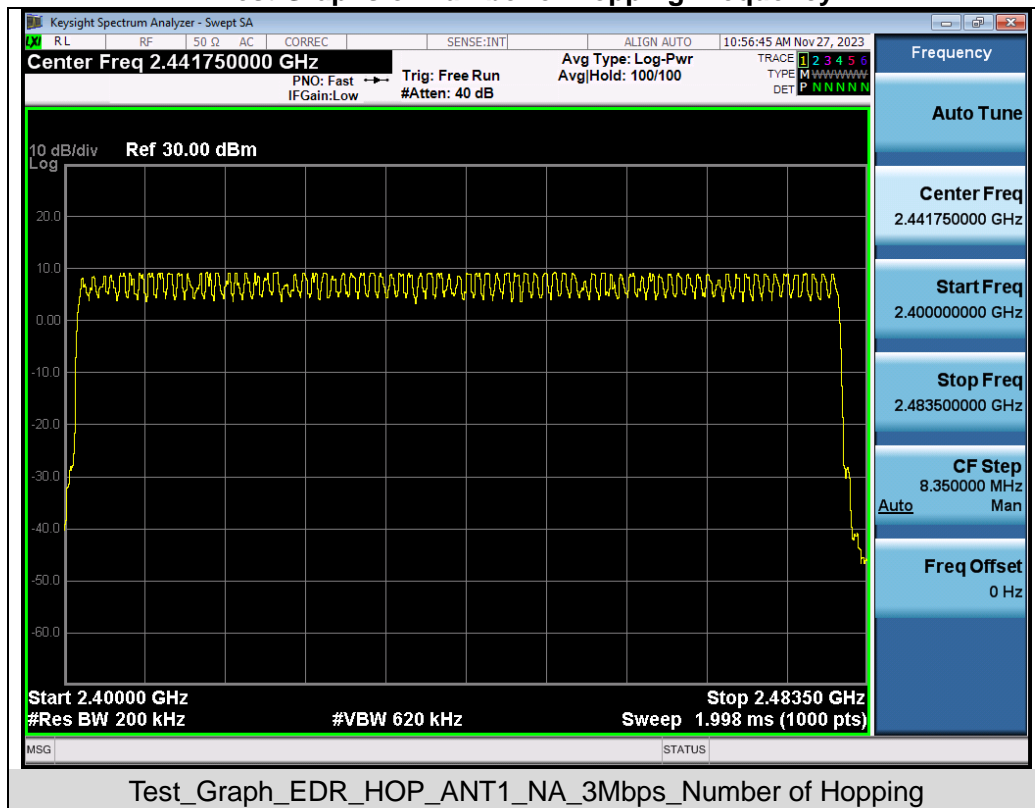 Keysight Spectrum Analyzer - Swept SA
LXI RL RF 50 Ω AC CORREC SENSE:INT ALIGN AUTO 10:56:45 AM Nov 27, 2023
Center Freq 2.441750000 GHz
PNO: Fast
IFGain:Low
Trig: Free Run
#Atten: 40 dB
Avg Type: Log-Pwr
Avg|Hold: 100/100
TRACE 1 2 3 4 5 6
TYPE M WWWWW
DET P N N N N N
10 dB/div Ref 30.00 dBm
Log
20.0
10.0
0.00
-10.0
-20.0
-30.0
-40.0
-50.0
-60.0
Start 2.40000 GHz Stop 2.48350 GHz
#Res BW 200 kHz #VBW 620 kHz Sweep 1.998 ms (1000 pts)
MSG STATUS
Frequency
Auto Tune
Center Freq
2.441750000 GHz
Start Freq
2.400000000 GHz
Stop Freq
2.483500000 GHz
CF Step
8.350000 MHz
Auto Man
Freq Offset
0 Hz
Test_Graph_EDR_HOP_ANT1_NA_3Mbps_Number of Hopping